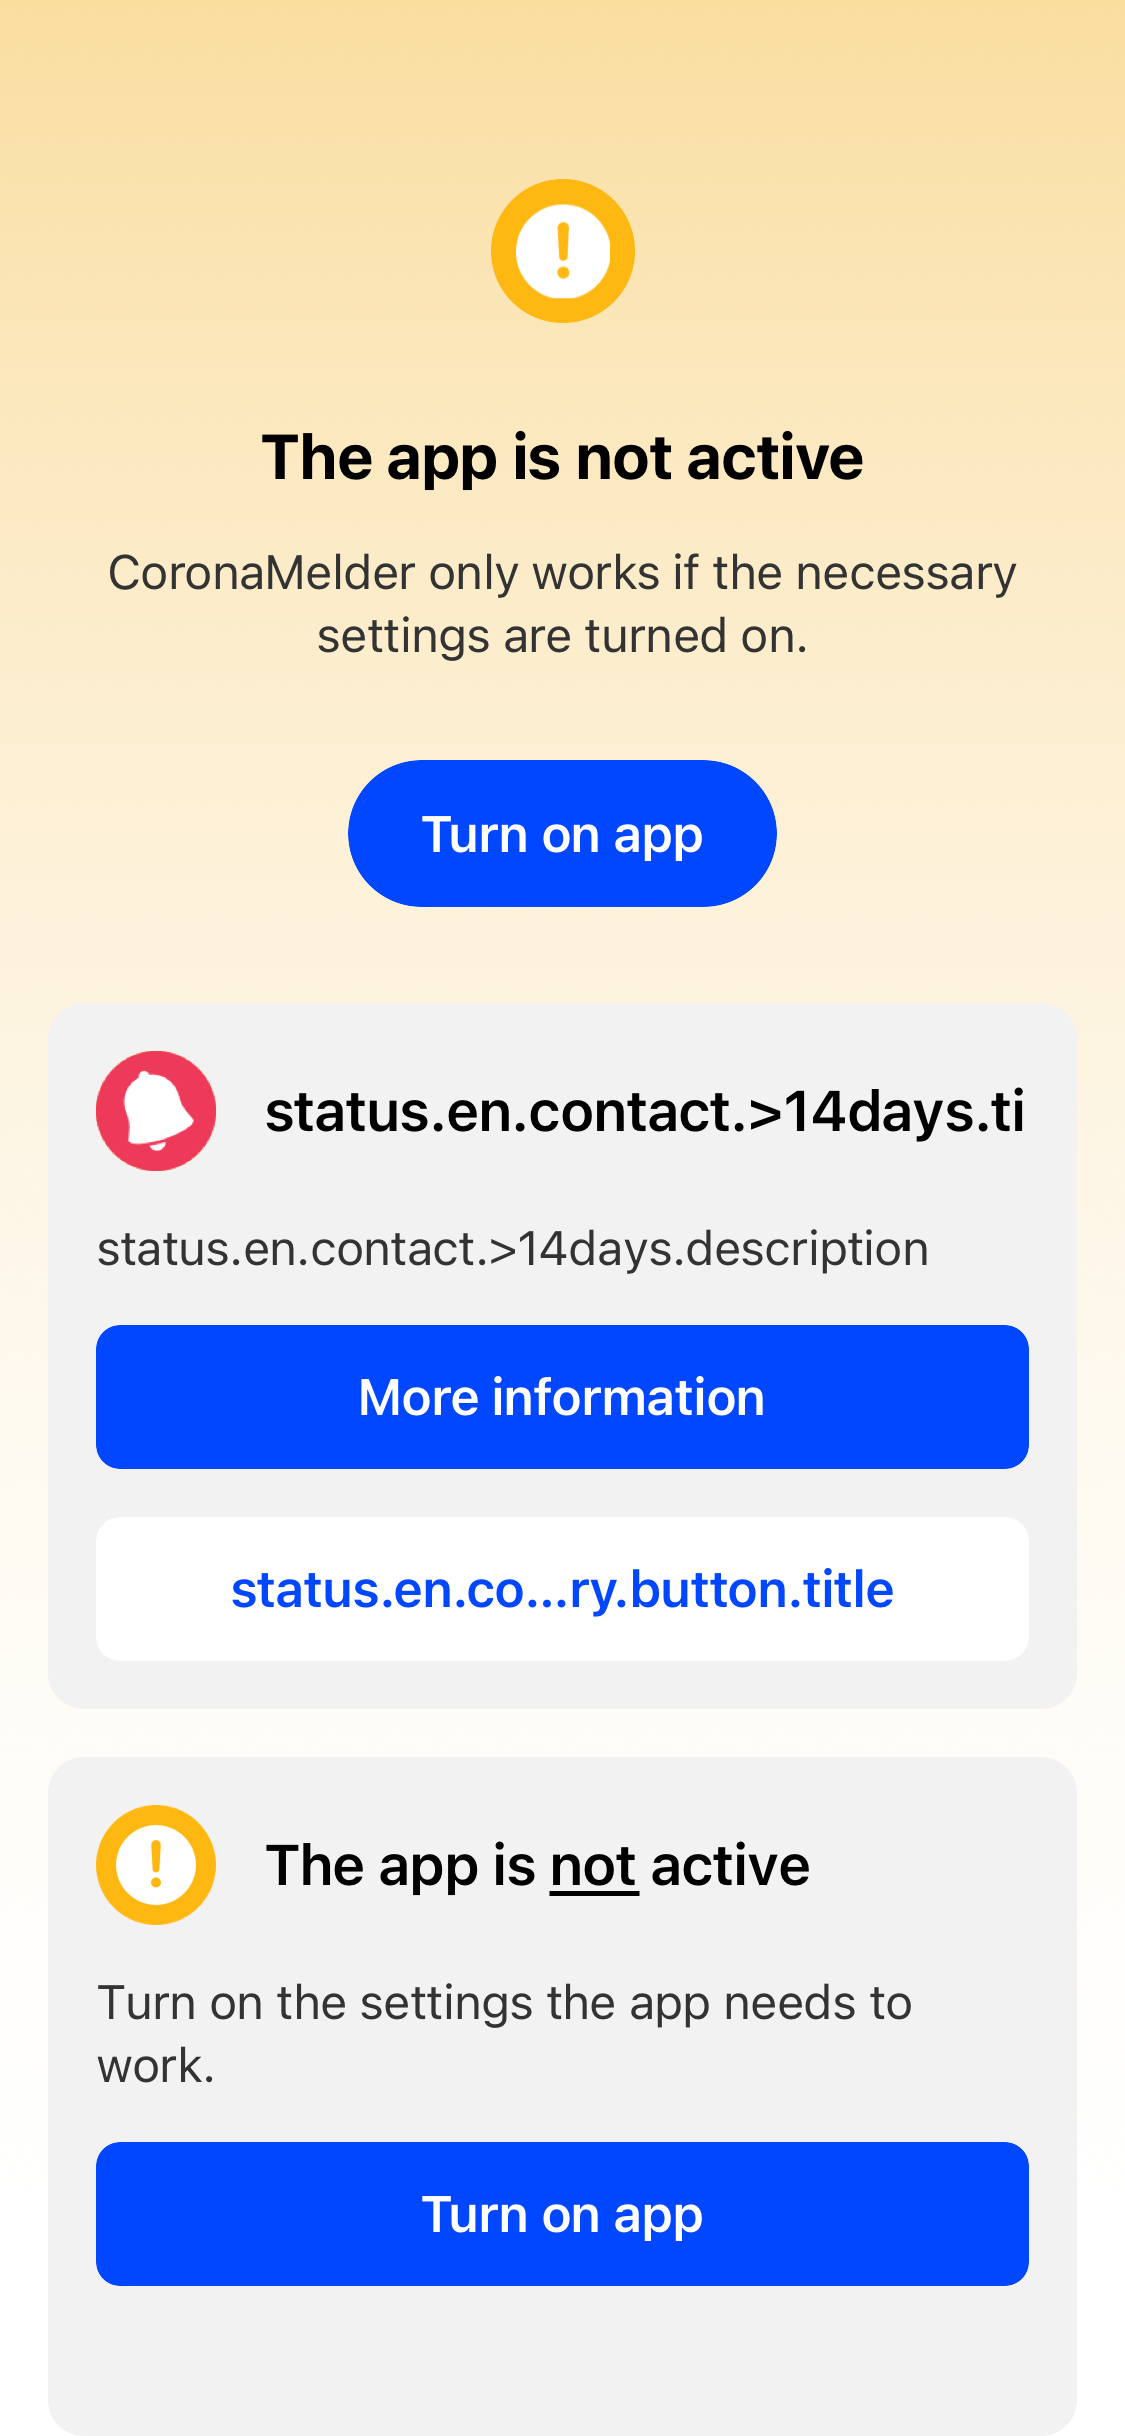 The app is not active
CoronaMelder only works if the necessary
settings are turned on.
Turn on app
status.en.contact.>14days.ti
status.en.contact.>14days.description
More information
status.en.co...ry.button.title
The app is not active
Turn on the settings the app needs to
work.
Turn on app